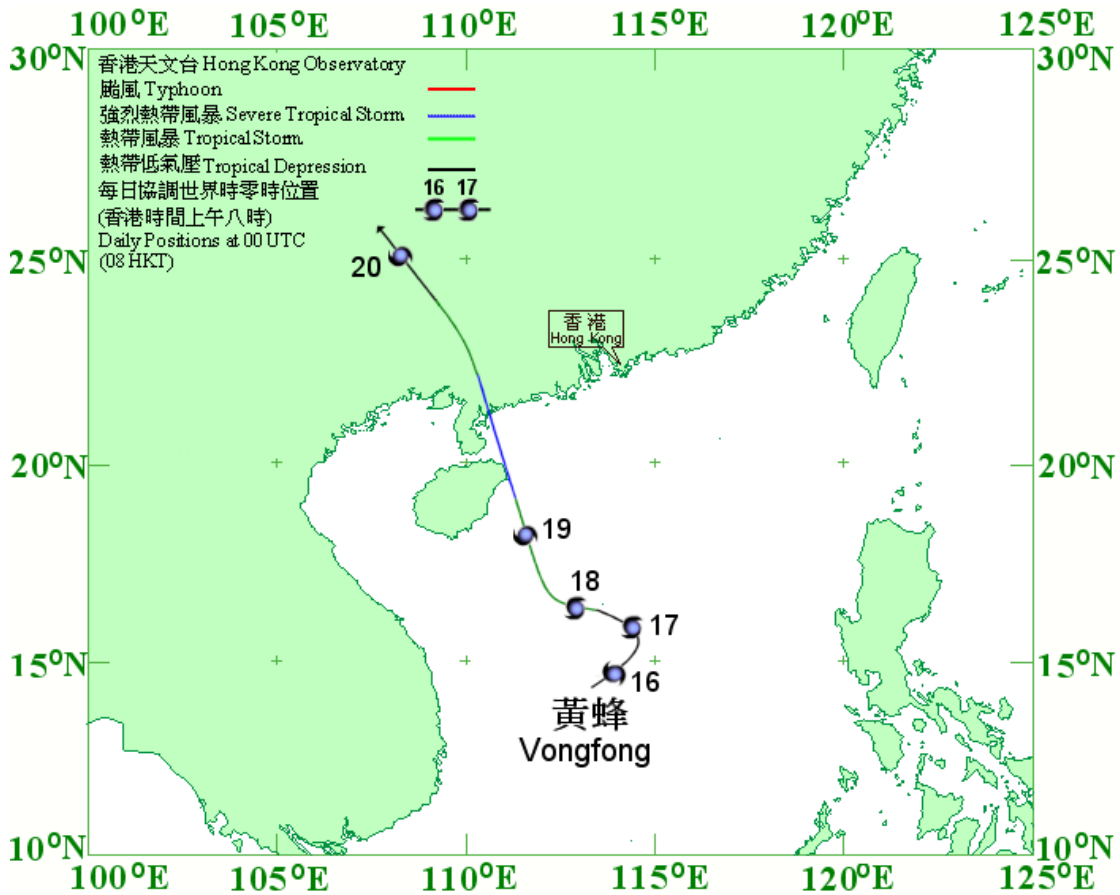 100°E 105°E 110°E 115°E 120°E 125°E
30°N 30°N
香港天文台 Hong Kong Observatory
颱風 Typhoon
強烈熱帶風暴 Severe Tropical Storm
熱帶風暴 Tropical Storm
熱帶低氣壓 Tropical Depression
16 17
每日協調世界時零時位置
(香港時間上午八時)
Daily Positions at 00 UTC
(08 HKT)
25°N 25°N
20
香港
Hong Kong
20°N 20°N
19
18
17
15°N 15°N
16
黃蜂
Vongfong
10°N 10°N
100°E 105°E 110°E 115°E 120°E 125°E